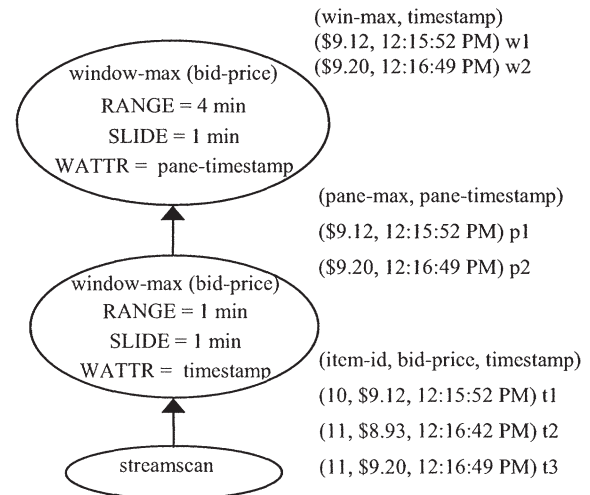 (win-max, timestamp)
($9.12, 12:15:52 PM) w1
($9.20, 12:16:49 PM) w2
window-max (bid-price)
RANGE = 4 min
SLIDE = 1 min
WATTR = pane-timestamp
(pane-max, pane-timestamp)
($9.12, 12:15:52 PM) p1
($9.20, 12:16:49 PM) p2
window-max (bid-price)
RANGE = 1 min
SLIDE = 1 min
WATTR = timestamp
(item-id, bid-price, timestamp)
(10, $9.12, 12:15:52 PM) t1
(11, $8.93, 12:16:42 PM) t2
(11, $9.20, 12:16:49 PM) t3
streamscan